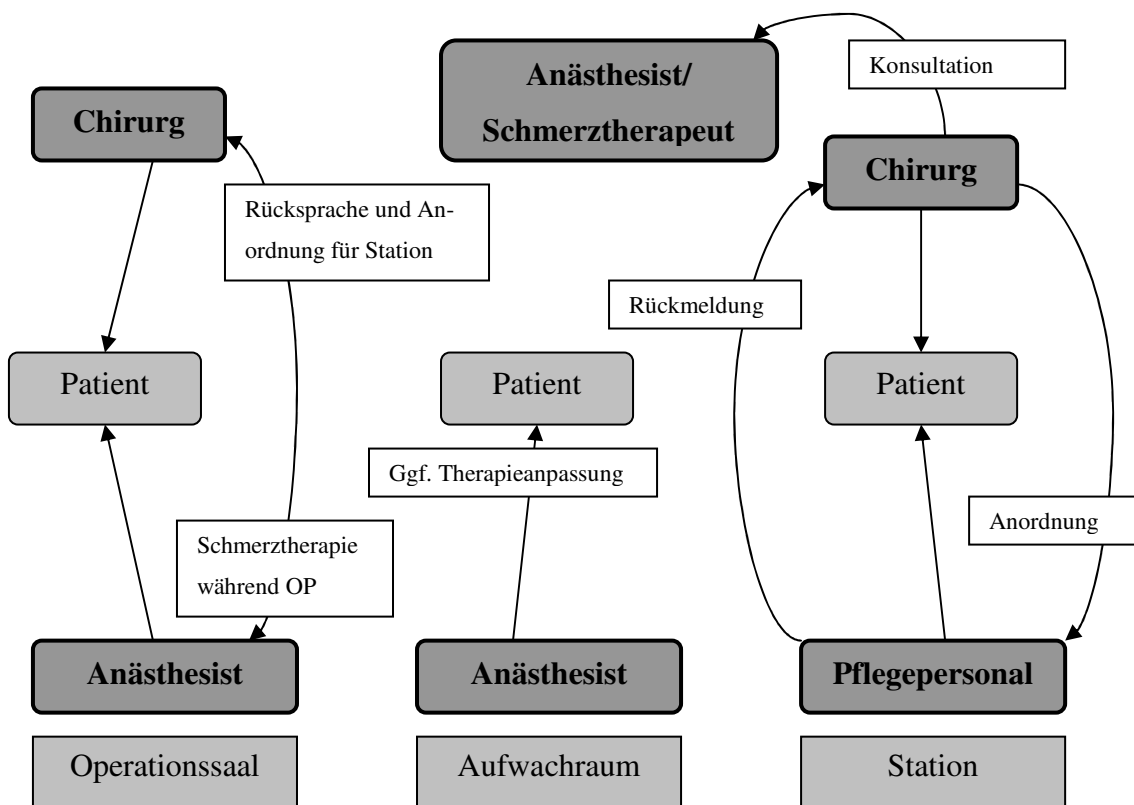 Anästhesist/
Schmerztherapeut
Konsultation
Chirurg
Chirurg
Rücksprache und An-
ordnung für Station
Rückmeldung
Patient
Patient
Patient
Ggf. Therapieanpassung
Anordnung
Schmerztherapie
während OP
Anästhesist
Anästhesist
Pflegepersonal
Operationssaal
Aufwachraum
Station